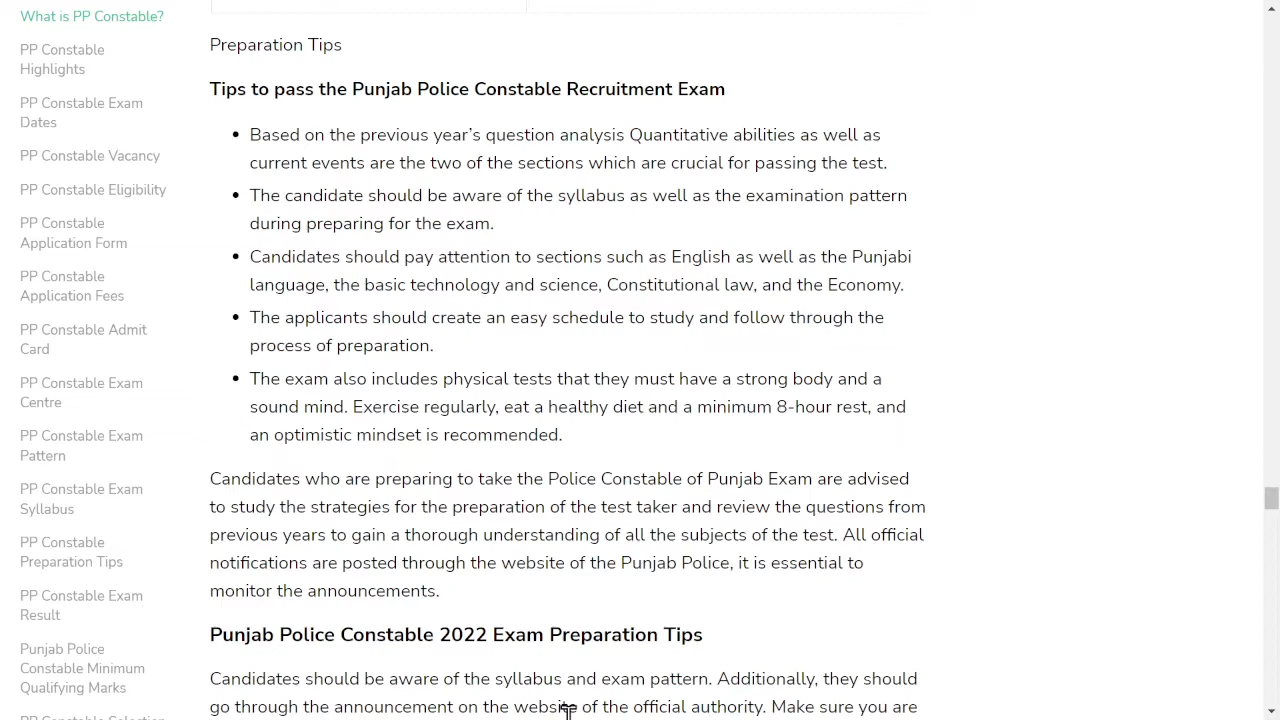 What is PP Constable?
PP Constable
Highlights
PP Constable Exam
Dates
PP Constable Vacancy
PP Constable Eligibility
PP Constable
Application Form
PP Constable
Application Fees
PP Constable Admit
Card
PP Constable Exam
Centre
PP Constable Exam
Pattern
PP Constable Exam
Syllabus
PP Constable
Preparation Tips
PP Constable Exam
Result
Punjab Police
Constable Minimum
Qualifying Marks
PP Constable Selection
Preparation Tips
Tips to pass the Punjab Police Constable Recruitment Exam
• Based on the previous year’s question analysis Quantitative abilities as well as
current events are the two of the sections which are crucial for passing the test.
• The candidate should be aware of the syllabus as well as the examination pattern
during preparing for the exam.
• Candidates should pay attention to sections such as English as well as the Punjabi
language, the basic technology and science, Constitutional law, and the Economy.
• The applicants should create an easy schedule to study and follow through the
process of preparation.
• The exam also includes physical tests that they must have a strong body and a
sound mind. Exercise regularly, eat a healthy diet and a minimum 8-hour rest, and
an optimistic mindset is recommended.
Candidates who are preparing to take the Police Constable of Punjab Exam are advised
to study the strategies for the preparation of the test taker and review the questions from
previous years to gain a thorough understanding of all the subjects of the test. All official
notifications are posted through the website of the Punjab Police, it is essential to
monitor the announcements.
Punjab Police Constable 2022 Exam Preparation Tips
Candidates should be aware of the syllabus and exam pattern. Additionally, they should
go through the announcement on the website of the official authority. Make sure you are